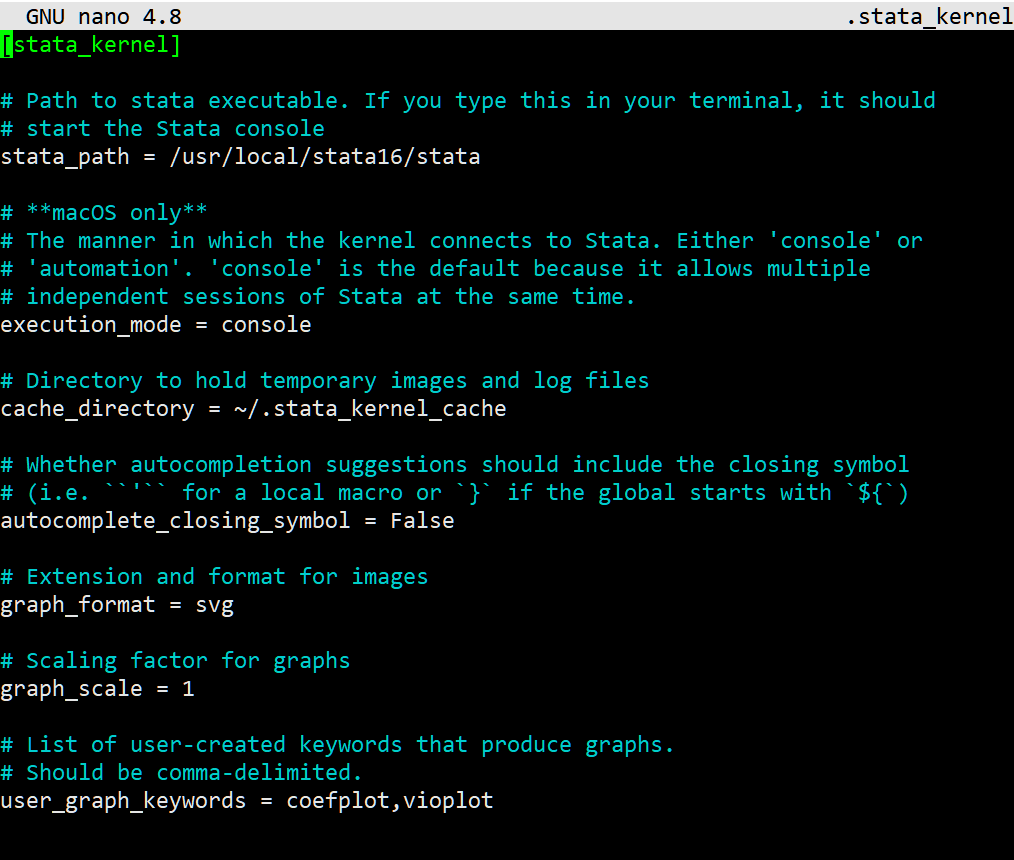 GNU nano 4.8 .stata_kernel
[stata_kernel]
# Path to stata executable. If you type this in your terminal, it should
# start the Stata console
stata_path = /usr/local/stata16/stata
# **macOS only**
# The manner in which the kernel connects to Stata. Either 'console' or
# 'automation'. 'console' is the default because it allows multiple
# independent sessions of Stata at the same time.
execution_mode = console
# Directory to hold temporary images and log files
cache_directory = ~/.stata_kernel_cache
# Whether autocompletion suggestions should include the closing symbol
# (i.e. ``'`` for a local macro or `}` if the global starts with `${`)
autocomplete_closing_symbol = False
# Extension and format for images
graph_format = svg
# Scaling factor for graphs
graph_scale = 1
# List of user-created keywords that produce graphs.
# Should be comma-delimited.
user_graph_keywords = coefplot,vioplot